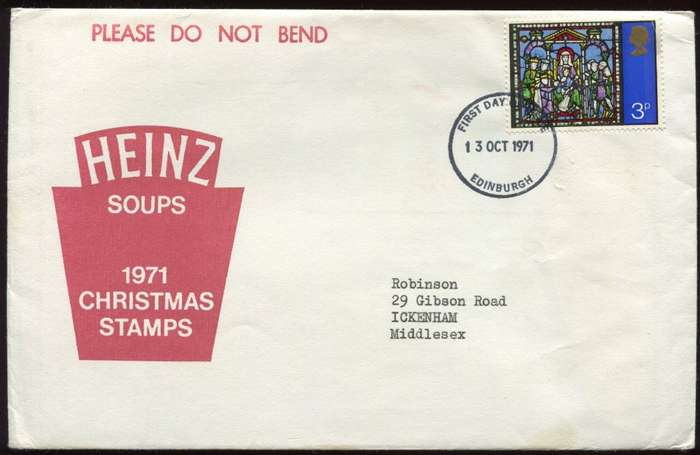 PLEASE DO NOT BEND
3P
FIRST DAY
13 OCT 1971
EDINBURGH
HEINZ
SOUPS
1971
CHRISTMAS
STAMPS
Robinson
29 Gibson Road
ICKENHAM
Middlesex